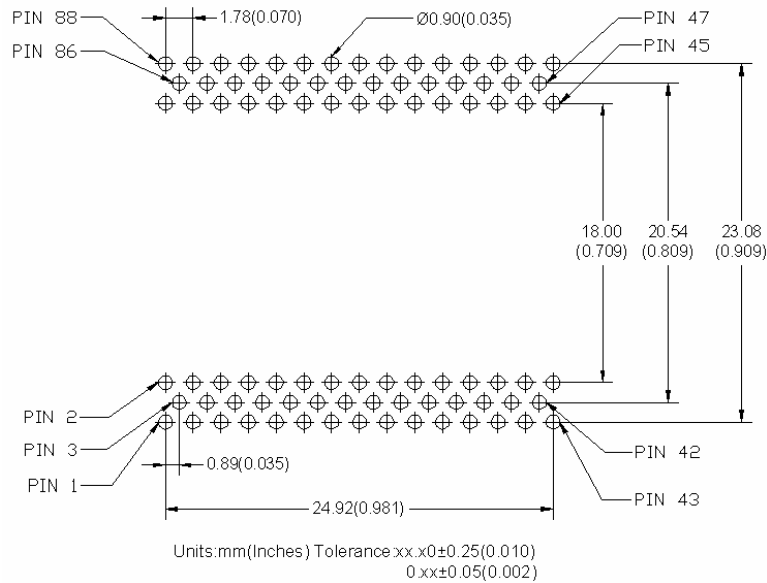 PIN 88
1.78(0.070)
Ø0.90(0.035)
PIN 47
PIN 86
PIN 45
18.00
(0.709)
20.54
(0.809)
23.08
(0.909)
PIN 2
PIN 3
PIN 1
0.89(0.035)
PIN 42
24.92(0.981)
PIN 43
Units:mm(Inches) Tolerance:xx.x0±0.25(0.010)
0.xx±0.05(0.002)